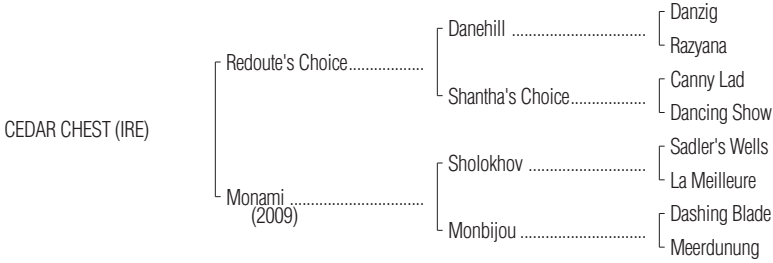 Danzig
Danehill ................................
Razyana
Redoute's Choice..................
Canny Lad
Shantha's Choice..................
Dancing Show
CEDAR CHEST (IRE)
Sadler's Wells
Sholokhov ............................
La Meilleure
Monami ................................
(2009)
Dashing Blade
Monbijou ..............................
Meerdunung